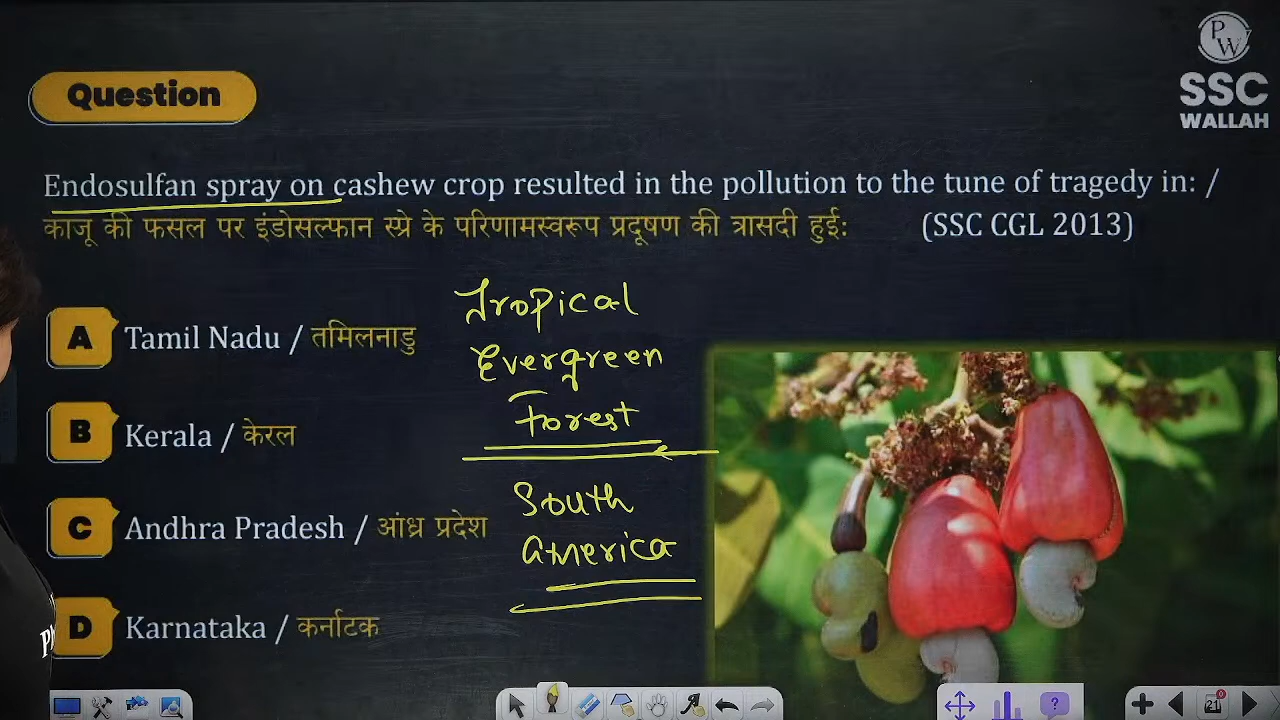 PW
SSC
WALLAH
Question
Endosulfan spray on cashew crop resulted in the pollution to the tune of tragedy in: /
काजू की फसल पर इंडोसल्फान स्प्रे के परिणामस्वरूप प्रदूषण की त्रासदी हुई: (SSC CGL 2013)
A Tamil Nadu / तमिलनाडु
B Kerala / केरल
C Andhra Pradesh / आंध्र प्रदेश
D Karnataka / कर्नाटक
Tropical
Evergreen
Forest
South
America
21